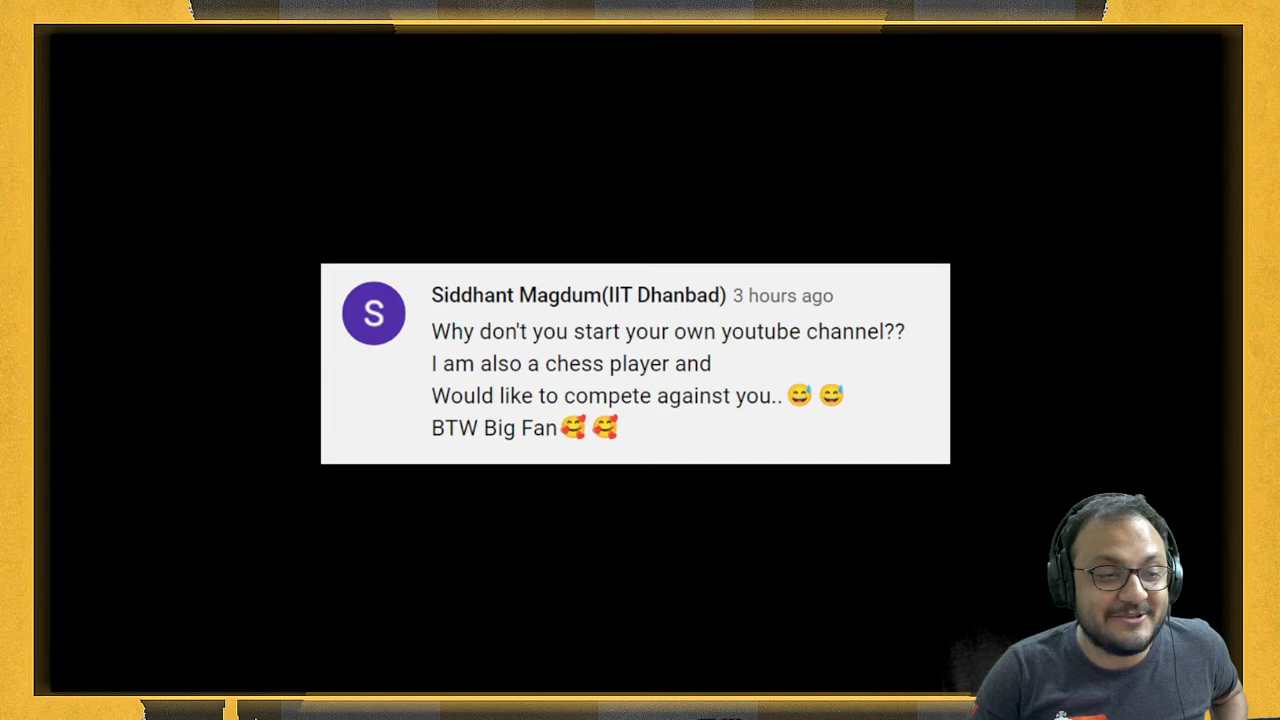 S
Siddhant Magdum(IIT Dhanbad) 3 hours ago
Why don't you start your own youtube channel??
I am also a chess player and
Would like to compete against you..😅 😅
BTW Big Fan🥰 🥰